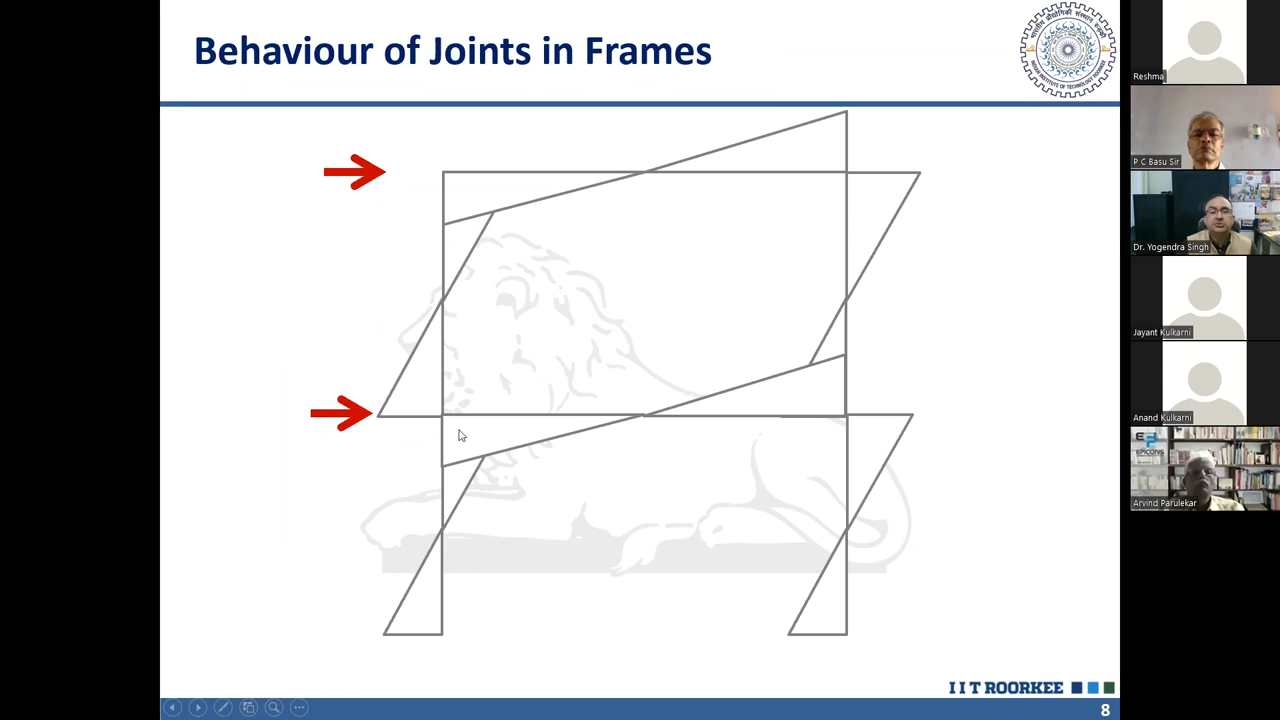 Behaviour of Joints in Frames
Reshma
P C Basu Sir
Dr. Yogendra Singh
Jayant Kulkarni
Anand Kulkarni
Arvind Parulekar
IIT ROORKEE
8